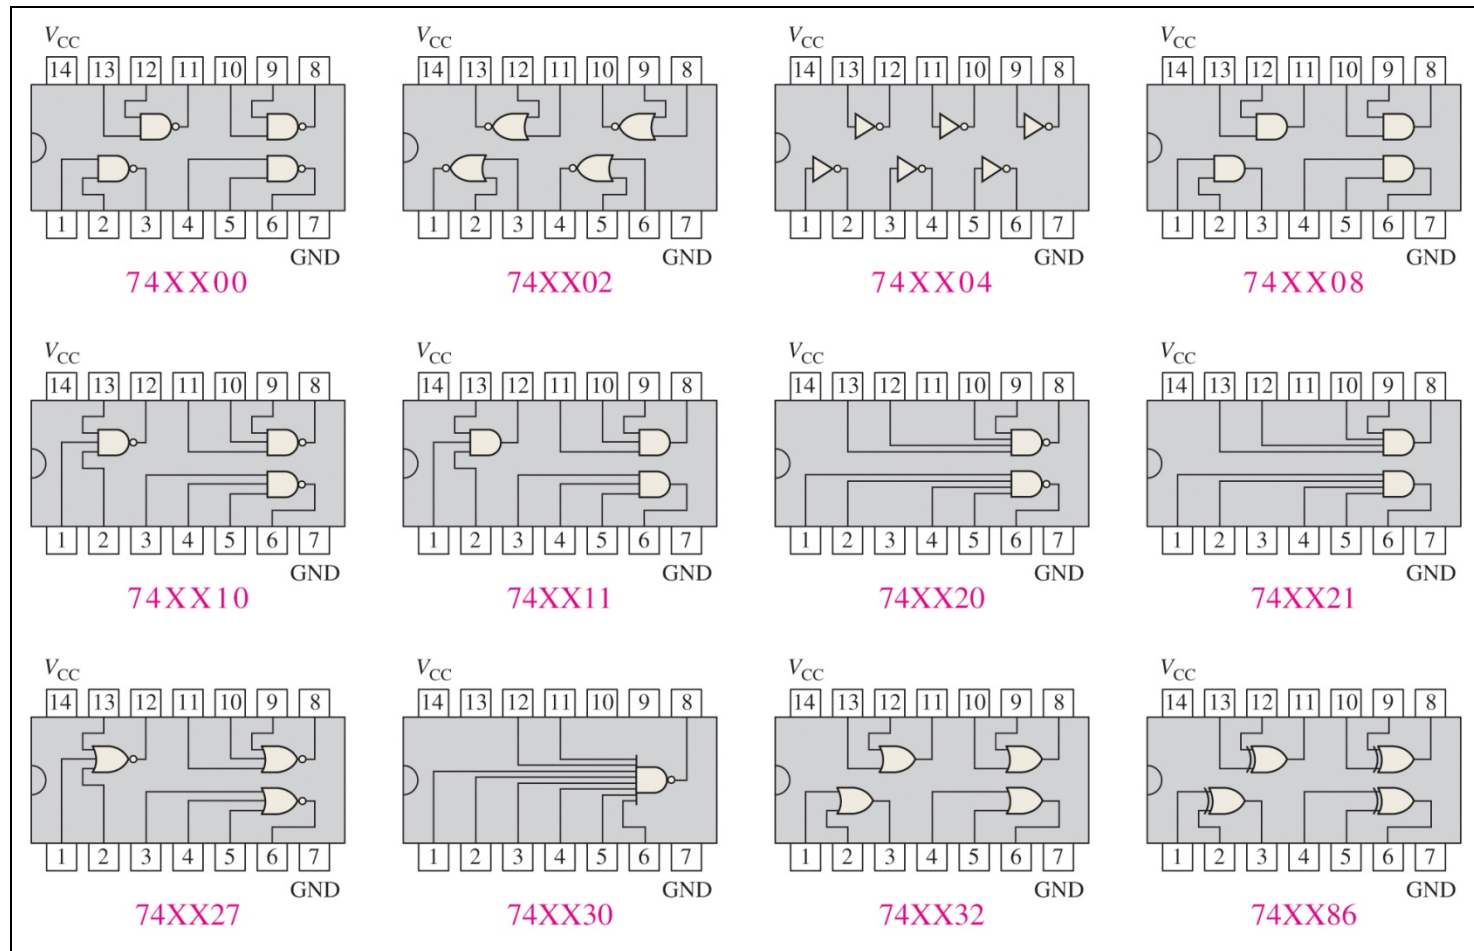 VCC VCC VCC VCC
14 13 12 11 10 9 8 14 13 12 11 10 9 8 14 13 12 11 10 9 8 14 13 12 11 10 9 8
1 2 3 4 5 6 7 1 2 3 4 5 6 7 1 2 3 4 5 6 7 1 2 3 4 5 6 7
GND GND GND GND
74XX00 74XX02 74XX04 74XX08
VCC VCC VCC VCC
14 13 12 11 10 9 8 14 13 12 11 10 9 8 14 13 12 11 10 9 8 14 13 12 11 10 9 8
1 2 3 4 5 6 7 1 2 3 4 5 6 7 1 2 3 4 5 6 7 1 2 3 4 5 6 7
GND GND GND GND
74XX10 74XX11 74XX20 74XX21
VCC VCC VCC VCC
14 13 12 11 10 9 8 14 13 12 11 10 9 8 14 13 12 11 10 9 8 14 13 12 11 10 9 8
1 2 3 4 5 6 7 1 2 3 4 5 6 7 1 2 3 4 5 6 7 1 2 3 4 5 6 7
GND GND GND GND
74XX27 74XX30 74XX32 74XX86